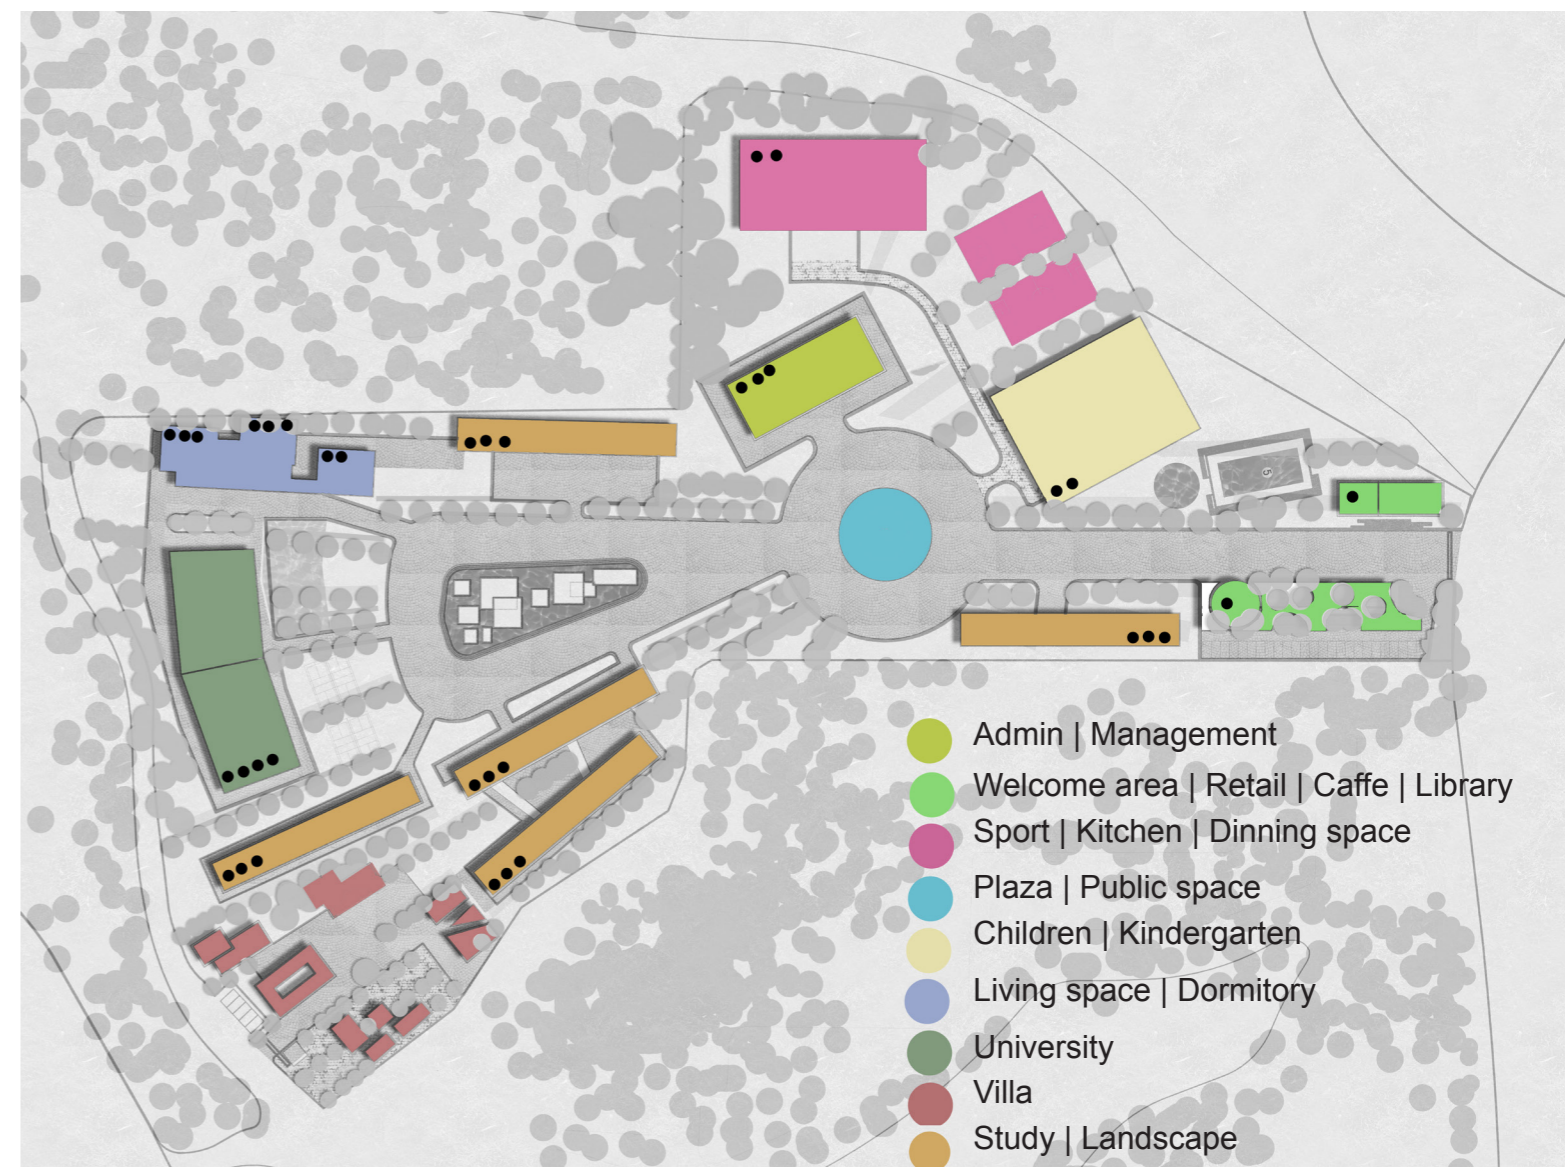 5
Admin | Management
Welcome area | Retail | Caffe | Library
Sport | Kitchen | Dinning space
Plaza | Public space
Children | Kindergarten
Living space | Dormitory
University
Villa
Study | Landscape